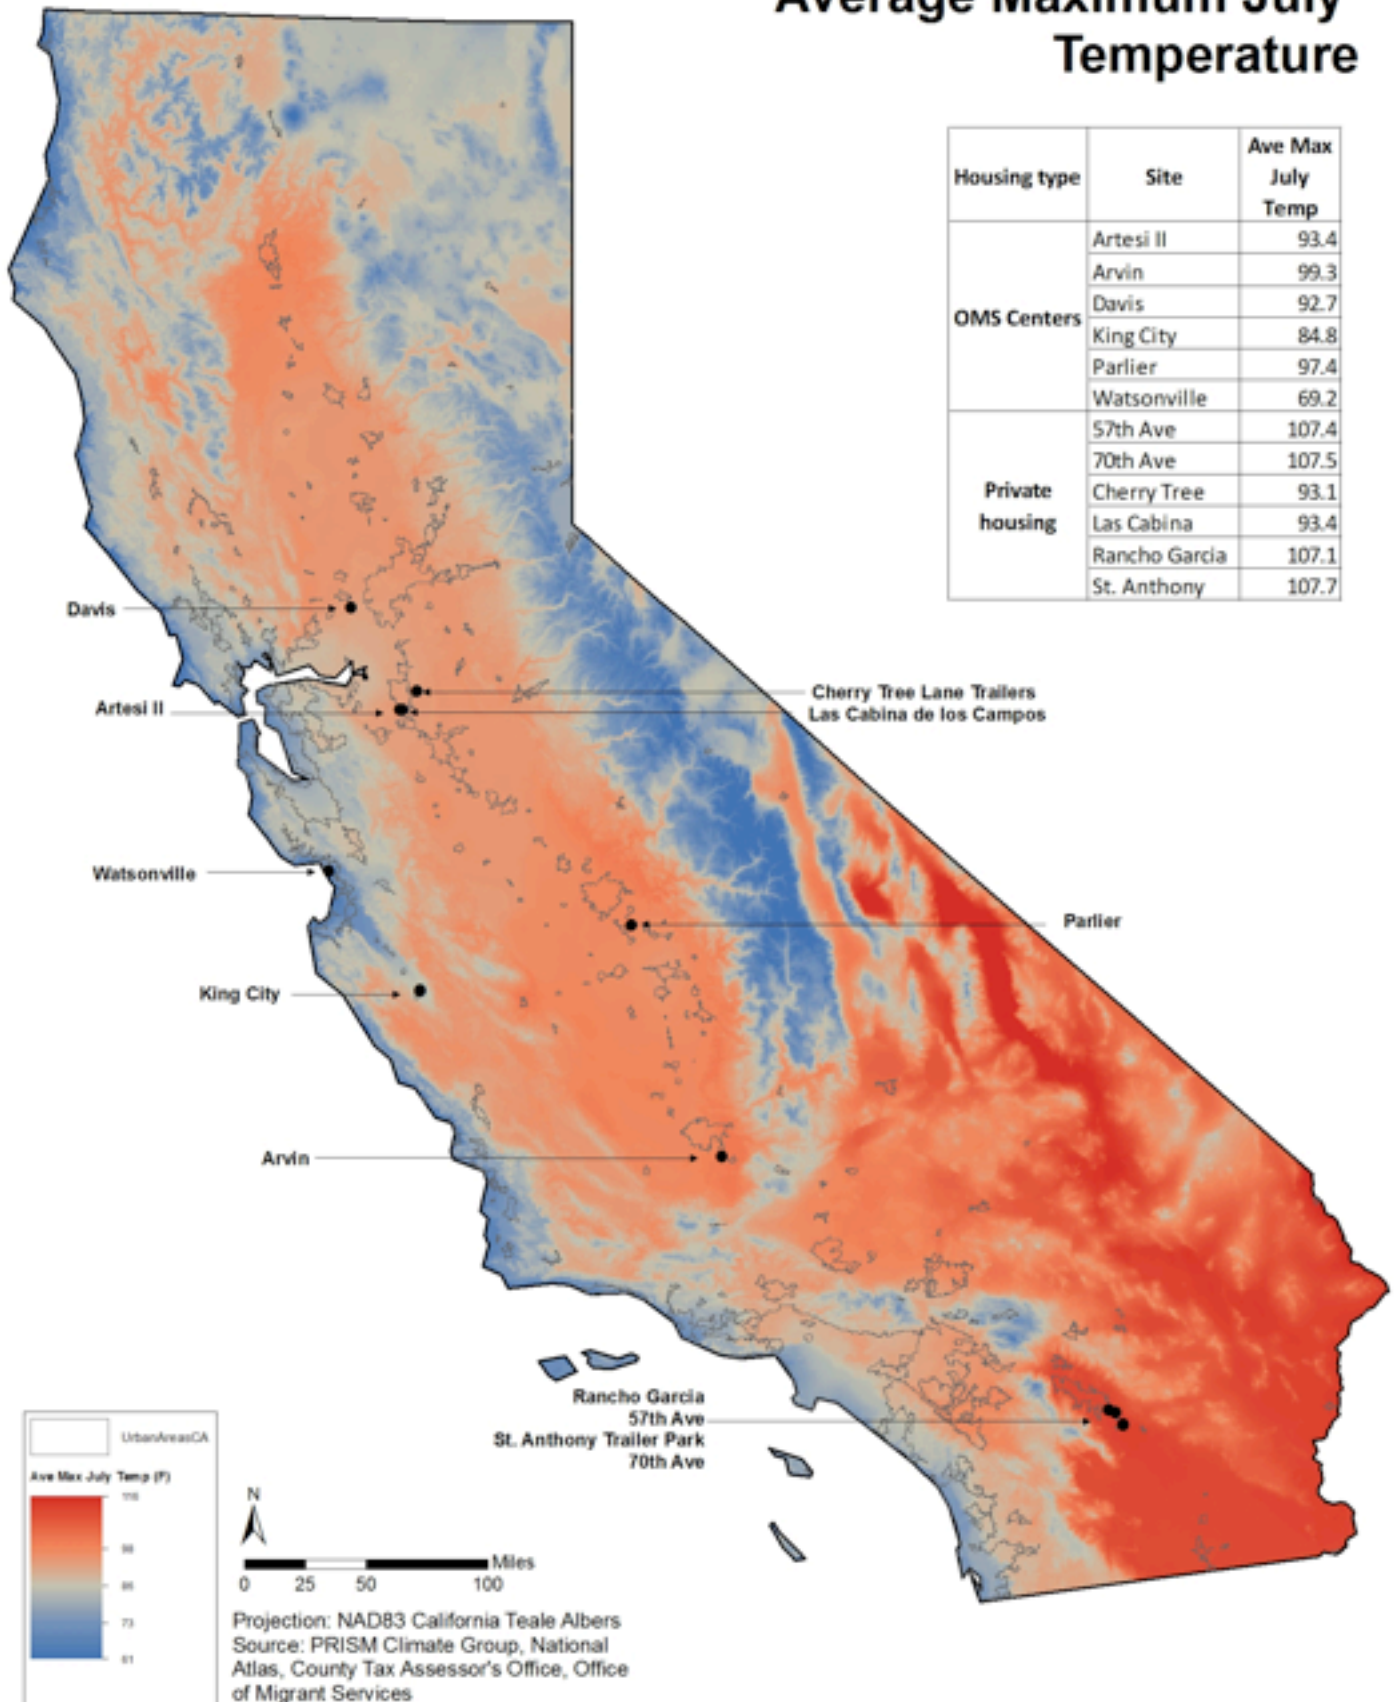 Average Maximum July
Temperature
Housing type Site Ave Max July Temp
OMS Centers
Artesi II 93.4
Arvin 99.3
Davis 92.7
King City 84.8
Parlier 97.4
Watsonville 69.2
Private housing
57th Ave 107.4
70th Ave 107.5
Cherry Tree 93.1
Las Cabina 93.4
Rancho Garcia 107.1
St. Anthony 107.7
Davis
Cherry Tree Lane Trailers
Artesi II
Las Cabina de los Campos
Watsonville
Parlier
King City
Arvin
Rancho Garcia
57th Ave
St. Anthony Trailer Park
70th Ave
UrbanAreasCA
Ave Max July Temp (F)
98
86
73
61
N
Miles
0 25 50 100
Projection: NAD83 California Teale Albers
Source: PRISM Climate Group, National
Atlas, County Tax Assessor's Office, Office
of Migrant Services